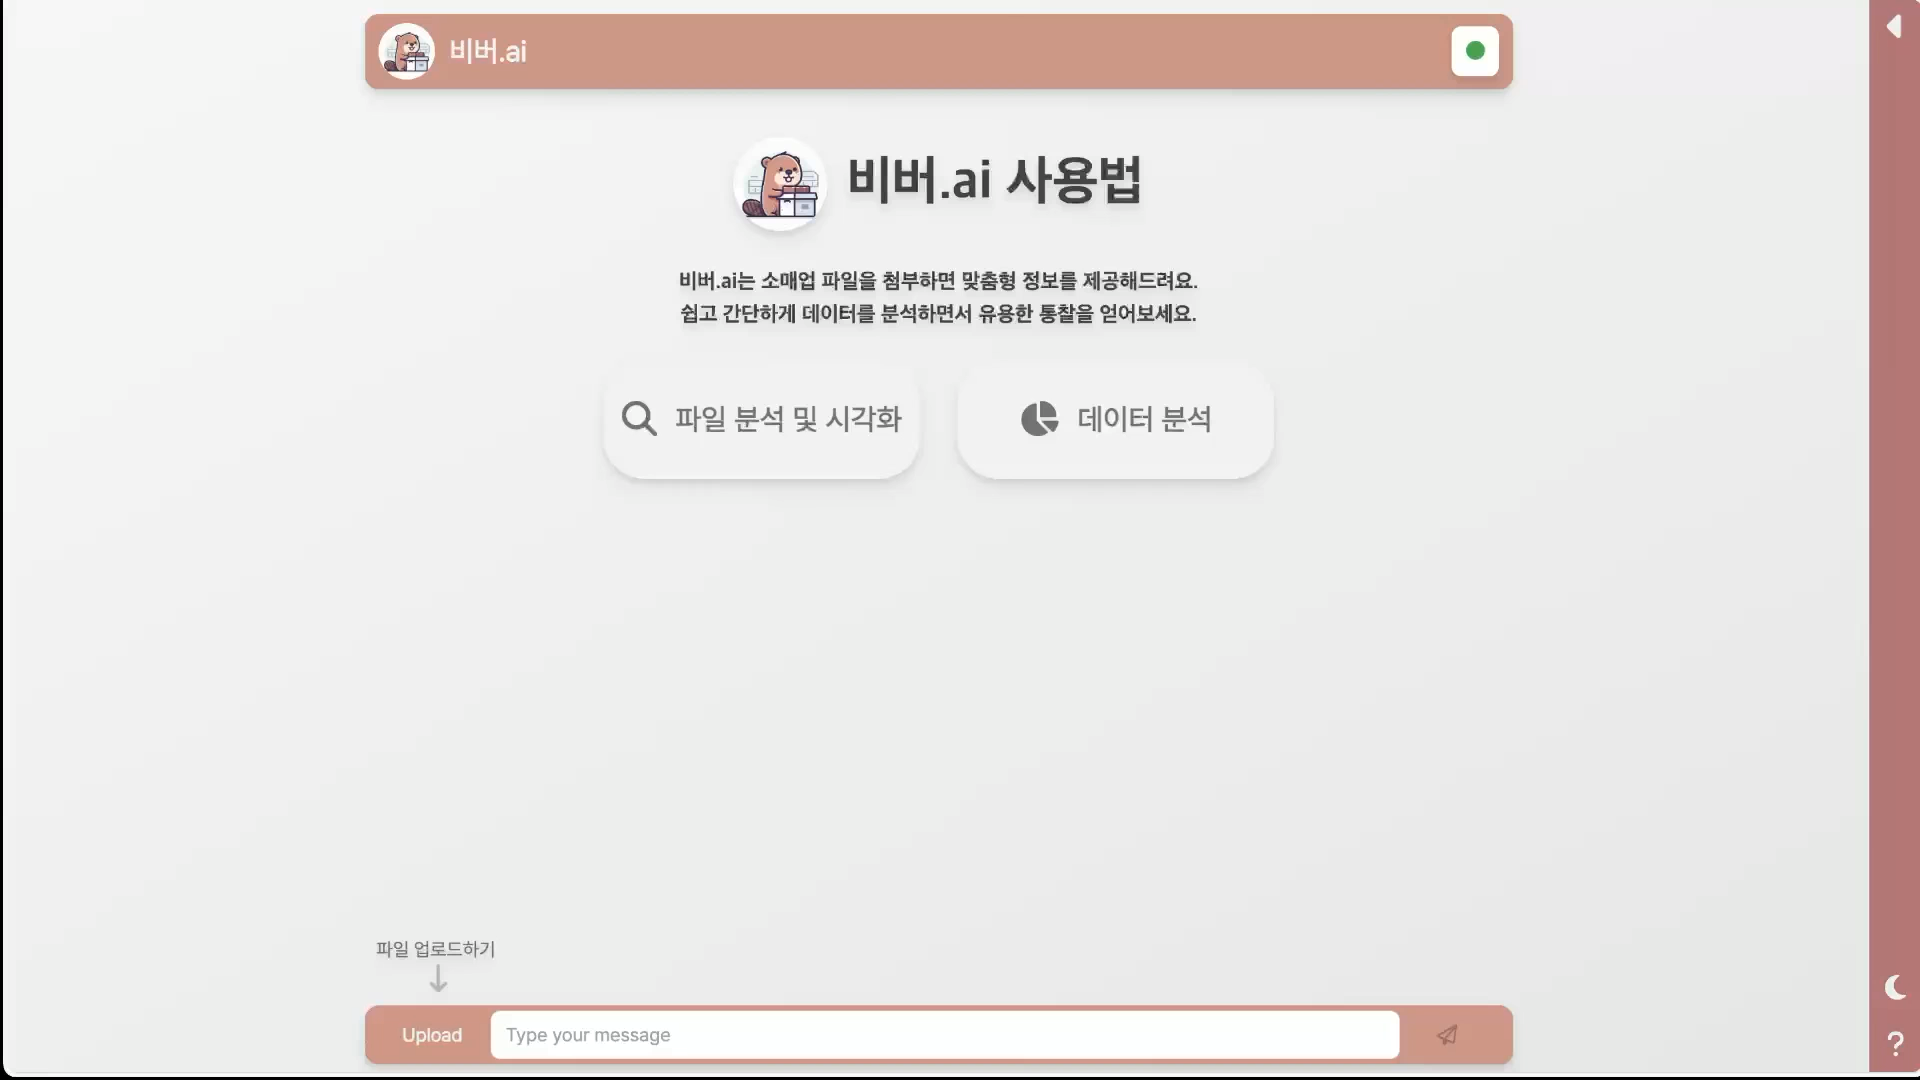 비버.ai
비버.ai 사용법
비버.ai는 소매업 파일을 첨부하면 맞춤형 정보를 제공해드려요.
쉽고 간단하게 데이터를 분석하면서 유용한 통찰을 얻어보세요.
파일 분석 및 시각화
데이터 분석
파일 업로드하기
Upload
Type your message
?